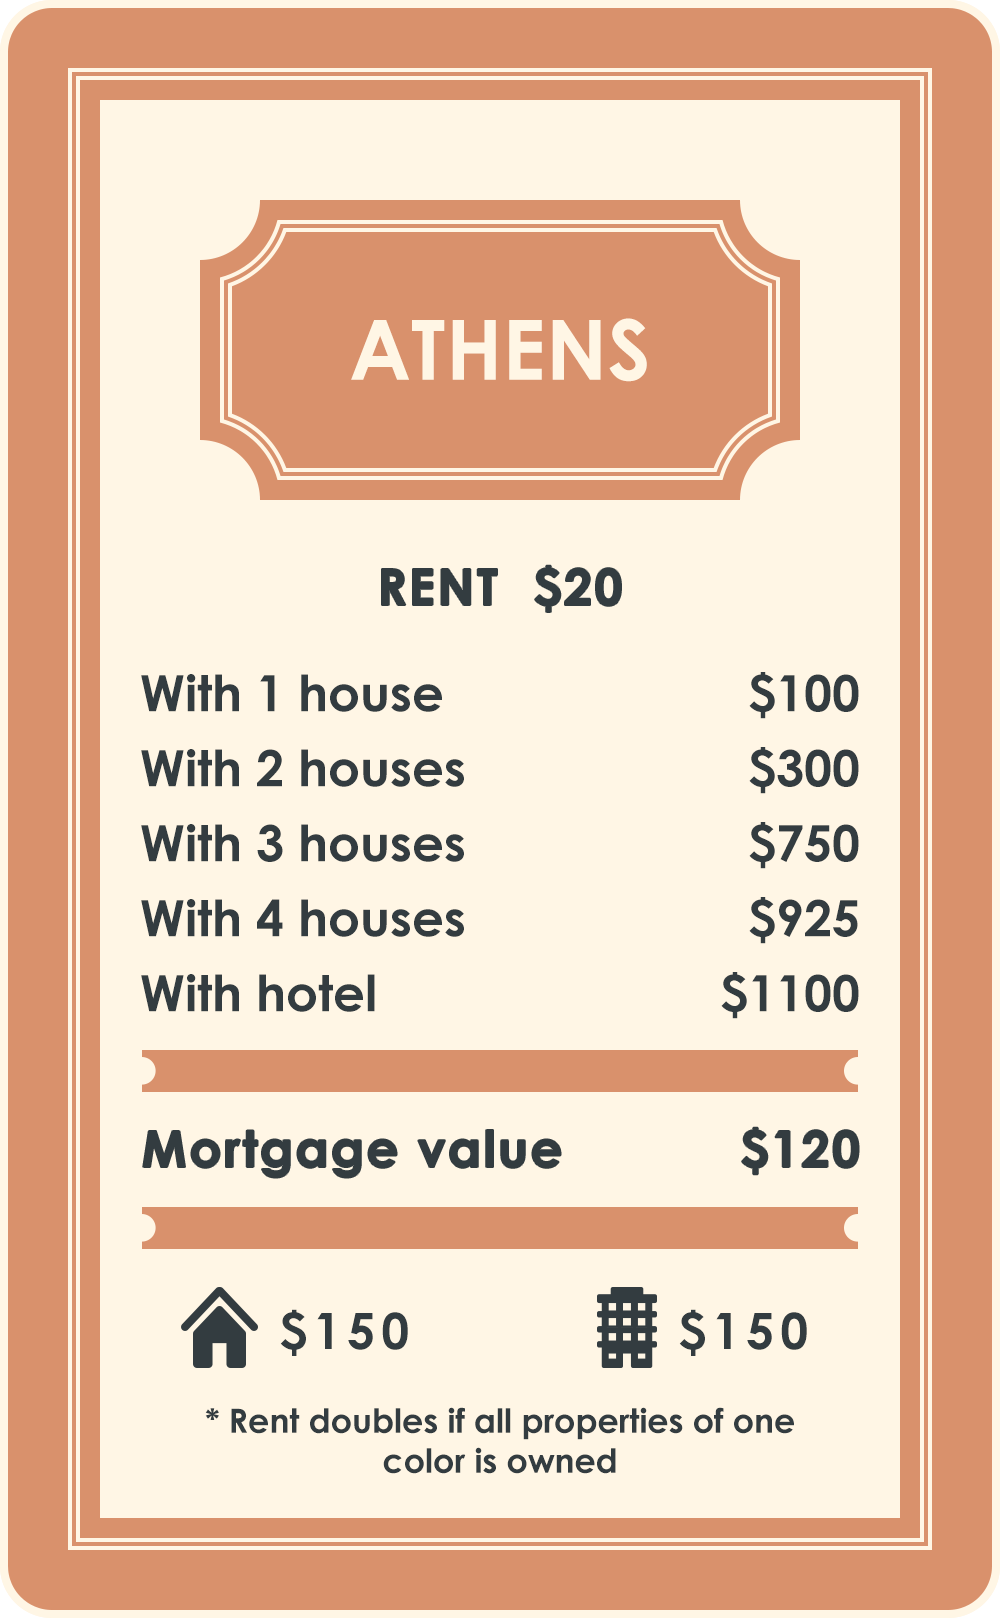 ATHENS
RENT $20
With 1 house $100
With 2 houses $300
With 3 houses $750
With 4 houses $925
With hotel $1100
Mortgage value $120
$150 $150
* Rent doubles if all properties of one
color is owned